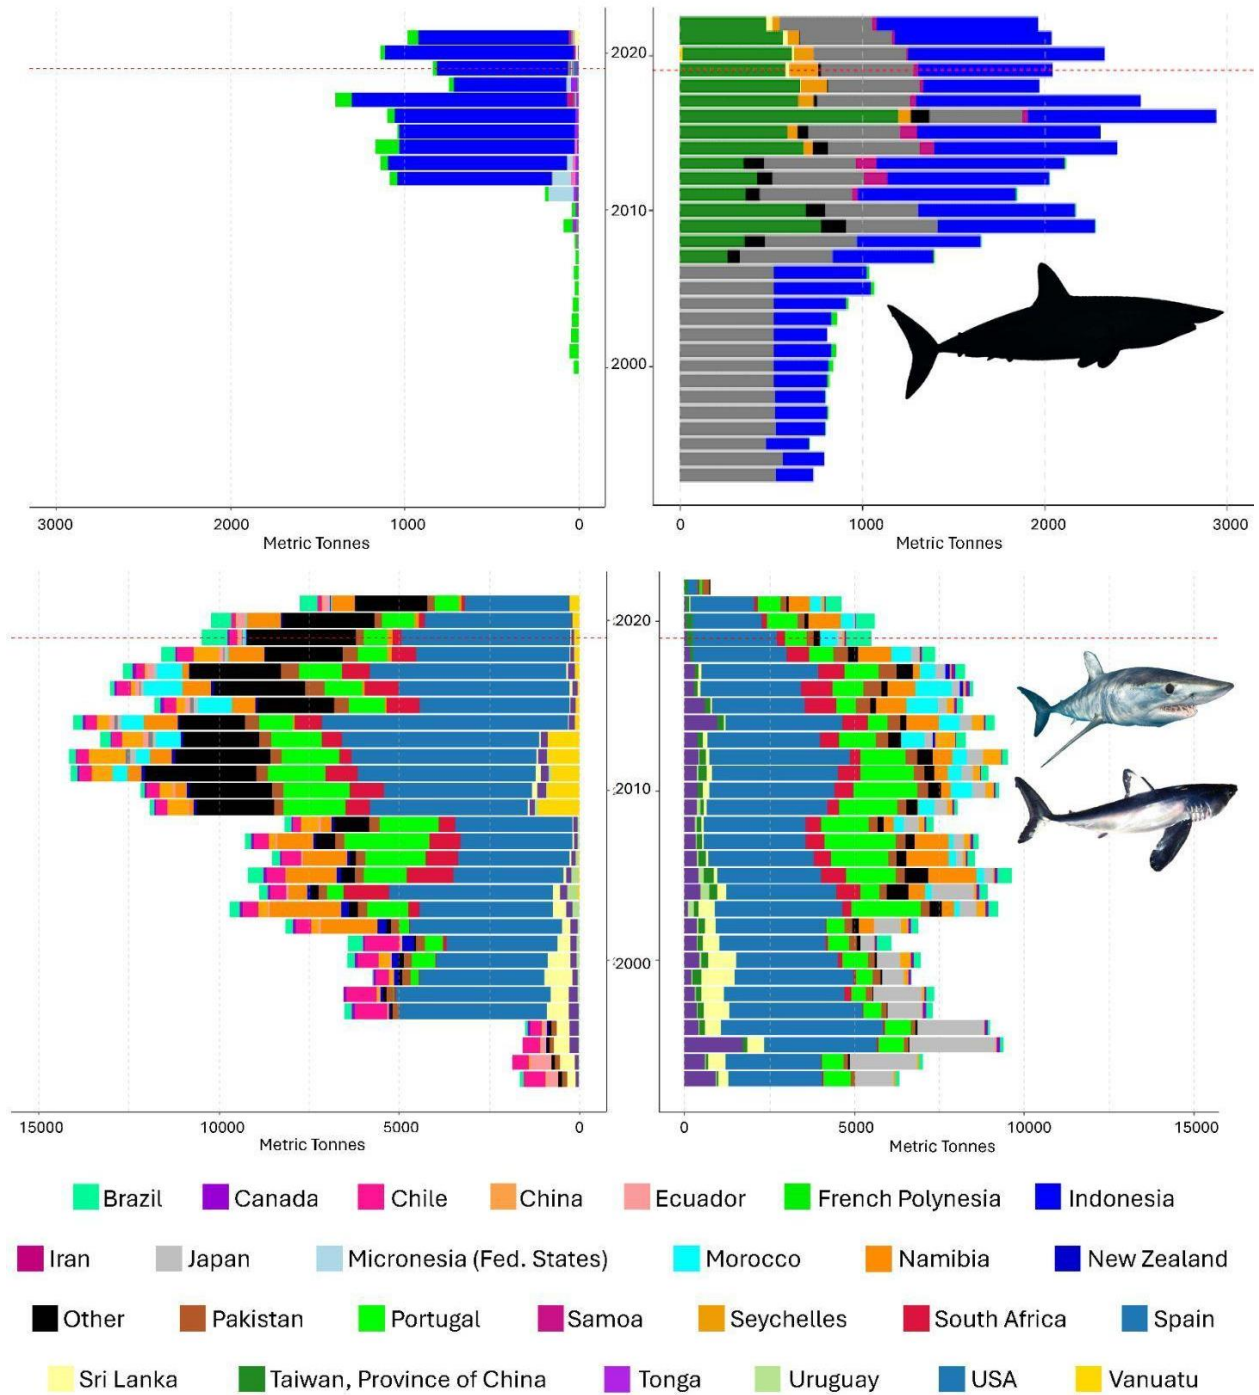 2020
2010
2000
3000 2000 1000 0
Metric Tonnes
0 1000 2000 3000
Metric Tonnes
2020
2010
2000
15000 10000 5000 0
Metric Tonnes
0 5000 10000 15000
Metric Tonnes
Brazil Canada Chile China Ecuador French Polynesia Indonesia
Iran Japan Micronesia (Fed. States) Morocco Namibia New Zealand
Other Pakistan Portugal Samoa Seychelles South Africa Spain
Sri Lanka Taiwan, Province of China Tonga Uruguay USA Vanuatu